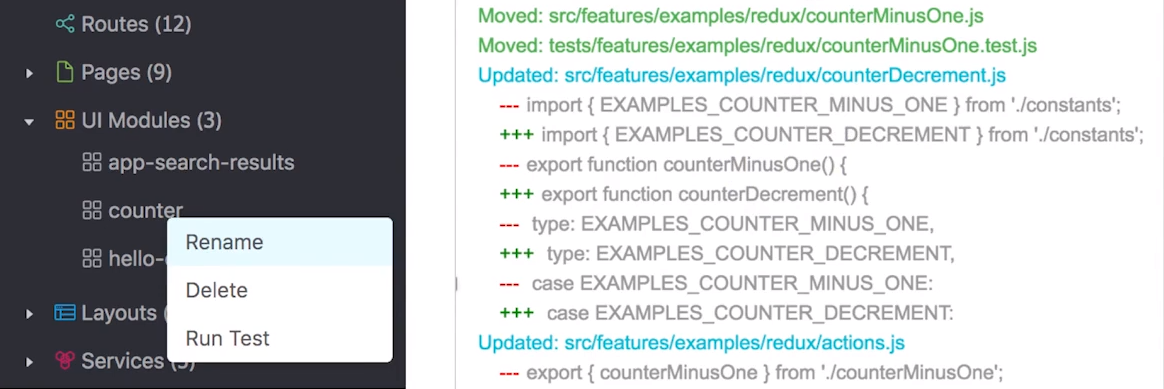 Routes (12)
Pages (9)
UI Modules (3)
app-search-results
counter
hello-
Rename
Delete
Run Test
Layouts (
Services
Moved: src/features/examples/redux/counterMinusOne.js
Moved: tests/features/examples/redux/counterMinusOne.test.js
Updated: src/features/examples/redux/counterDecrement.js
--- import { EXAMPLES_COUNTER_MINUS_ONE } from './constants';
+++ import { EXAMPLES_COUNTER_DECREMENT } from './constants';
--- export function counterMinusOne() {
+++ export function counterDecrement() {
--- type: EXAMPLES_COUNTER_MINUS_ONE,
+++ type: EXAMPLES_COUNTER_DECREMENT,
--- case EXAMPLES_COUNTER_MINUS_ONE:
+++ case EXAMPLES_COUNTER_DECREMENT:
Updated: src/features/examples/redux/actions.js
--- export { counterMinusOne } from './counterMinusOne';